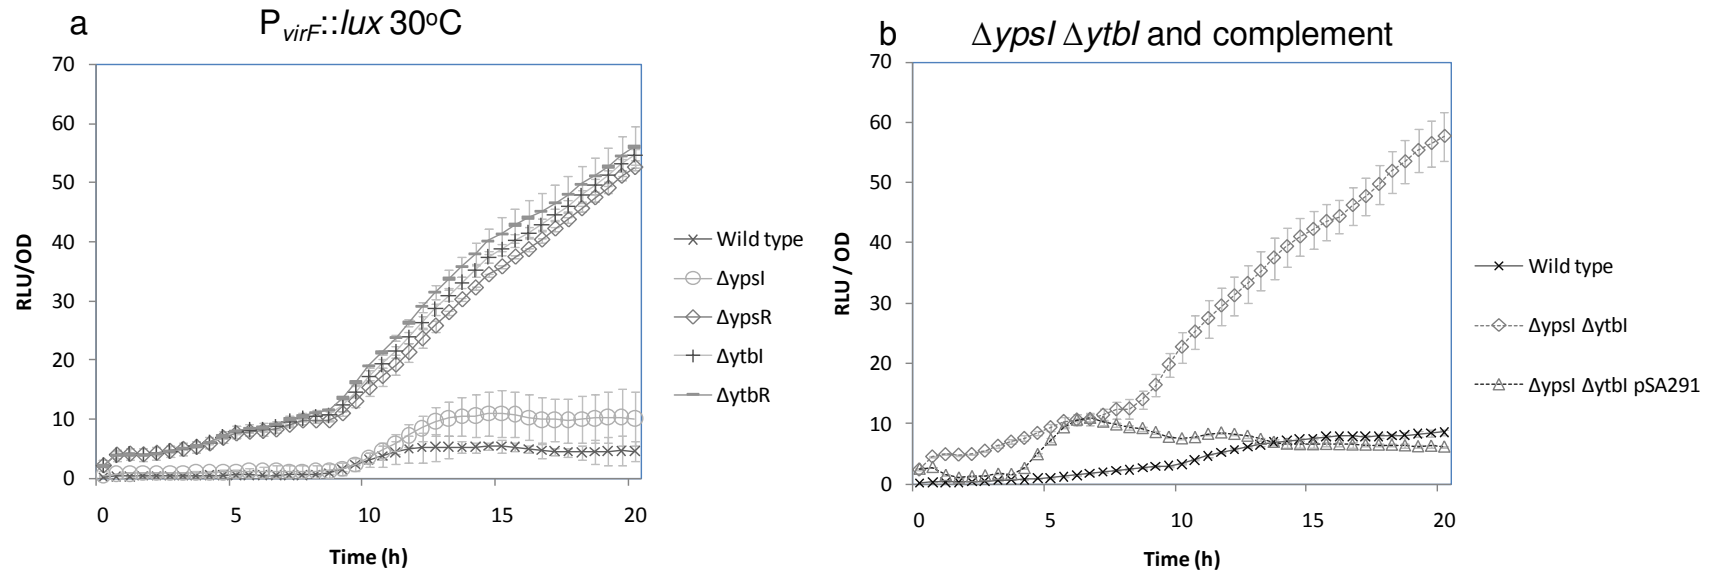 a
PvirF::lux 30oC
70
60
50
40
30
20
10
0
RLU/OD
0 5 10 15 20
Time (h)
Wild type
ΔypsI
ΔypsR
ΔytbI
ΔytbR
b
ΔypsI ΔytbI and complement
70
60
50
40
30
20
10
0
RLU / OD
0 5 10 15 20
Time (h)
Wild type
ΔypsI ΔytbI
ΔypsI ΔytbI pSA291